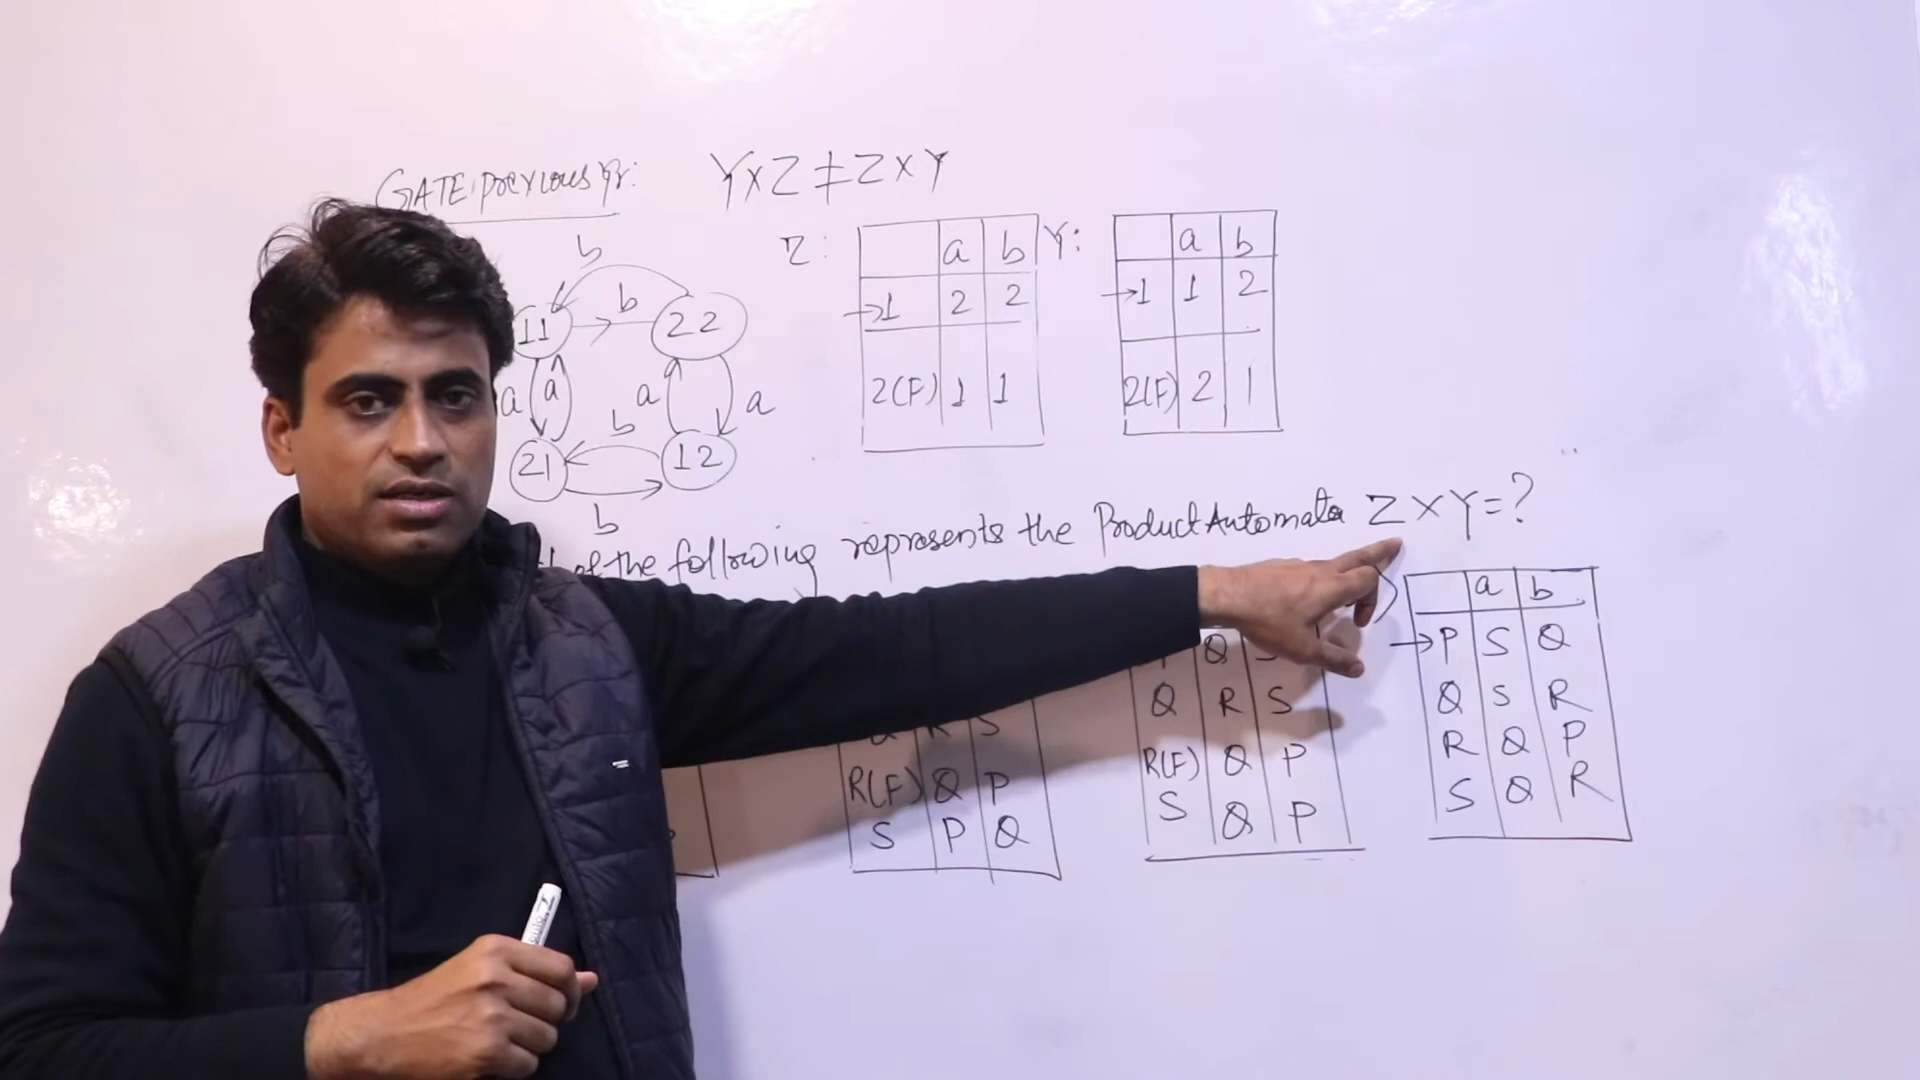 GATE previous yr: Y×Z ≠ Z×Y
b
Z: a b Y: a b
→1 2 2 →1 1 2
2(F) 1 1 2(F) 2 1
11 b 22
a a a a
b
21 12
b
of the following represents the Product Automata Z × Y = ?
) a b
→P S Q
Q S R
R Q P
S Q R
Q
Q R S
R(F) Q P
S Q P
R S
R(F) Q P
S P Q